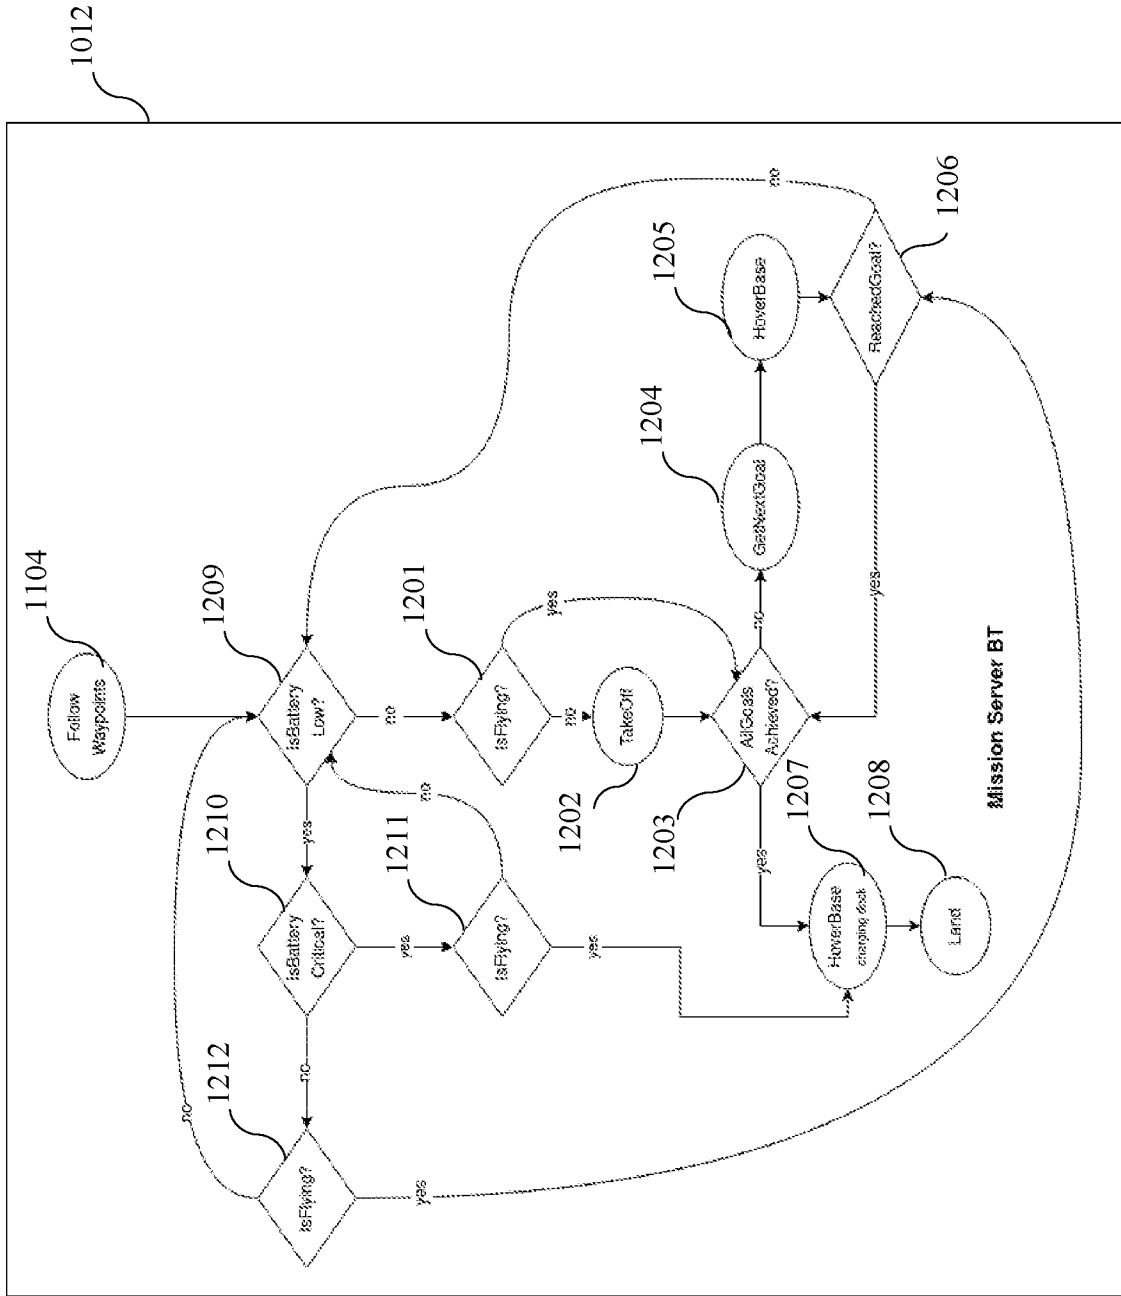 1012
1104
Follow
Waypoints
1209
IsBattery
Low?
no
yes
1210
IsBattery
Critical?
yes
no
1212
IsFlying?
no
yes
1211
IsFlying?
no
yes
1201
IsFlying?
yes
no
1202
TakeOff
1203
AllGoals
Achieved?
no
yes
1204
GetNextGoal
1205
HoverBase
1206
ReachedGoal?
no
yes
1207
HoverBase
charging dock
1208
Land
Mission Server BT